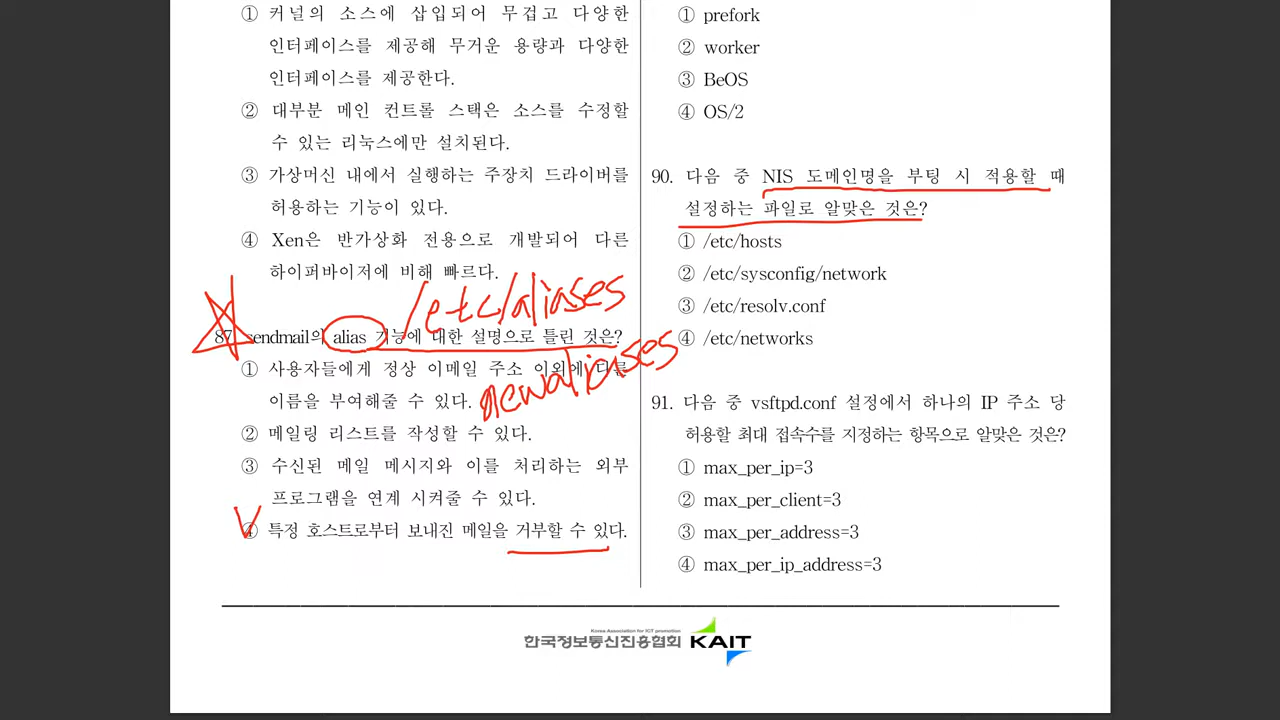 ① 커널의 소스에 삽입되어 무겁고 다양한
인터페이스를 제공해 무거운 용량과 다양한
인터페이스를 제공한다.
② 대부분 메인 컨트롤 스택은 소스를 수정할
수 있는 리눅스에만 설치된다.
③ 가상머신 내에서 실행하는 주장치 드라이버를
허용하는 기능이 있다.
④ Xen은 반가상화 전용으로 개발되어 다른
하이퍼바이저에 비해 빠르다.
/etc/aliases
87. sendmail의 alias 기능에 대한 설명으로 틀린 것은?
① 사용자들에게 정상 이메일 주소 이외에 다른
이름을 부여해줄 수 있다.
newaliases
② 메일링 리스트를 작성할 수 있다.
③ 수신된 메일 메시지와 이를 처리하는 외부
프로그램을 연계 시켜줄 수 있다.
④ 특정 호스트로부터 보내진 메일을 거부할 수 있다.
① prefork
② worker
③ BeOS
④ OS/2
90. 다음 중 NIS 도메인명을 부팅 시 적용할 때
설정하는 파일로 알맞은 것은?
① /etc/hosts
② /etc/sysconfig/network
③ /etc/resolv.conf
④ /etc/networks
91. 다음 중 vsftpd.conf 설정에서 하나의 IP 주소 당
허용할 최대 접속수를 지정하는 항목으로 알맞은 것은?
① max_per_ip=3
② max_per_client=3
③ max_per_address=3
④ max_per_ip_address=3
Korea Association for ICT promotion
한국정보통신진흥협회 KAIT